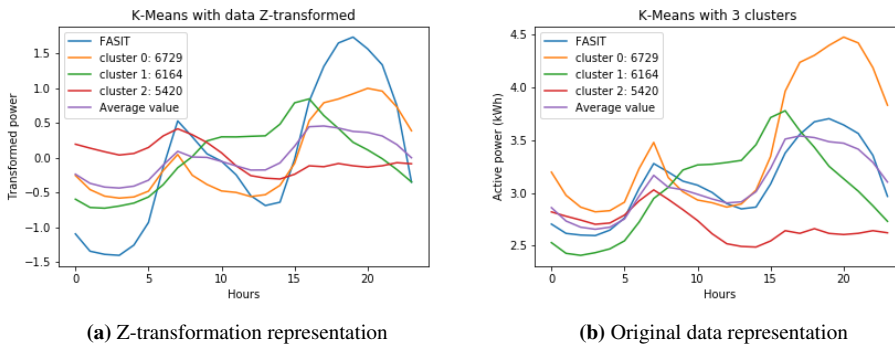 K-Means with data Z-transformed
1.5
1.0
0.5
0.0
−0.5
−1.0
−1.5
Transformed power
FASIT
cluster 0: 6729
cluster 1: 6164
cluster 2: 5420
Average value
0
5
10
15
20
Hours
(a) Z-transformation representation
K-Means with 3 clusters
4.5
4.0
3.5
3.0
2.5
Active power (kWh)
FASIT
cluster 0: 6729
cluster 1: 6164
cluster 2: 5420
Average value
0
5
10
15
20
Hours
(b) Original data representation